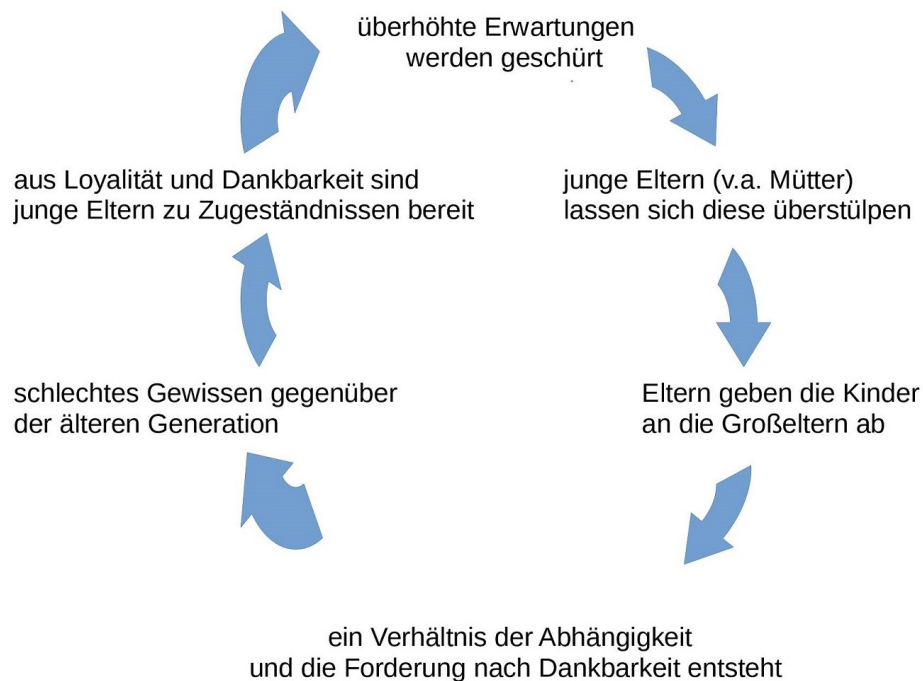 überhöhte Erwartungen
werden geschürt
junge Eltern (v.a. Mütter)
lassen sich diese überstülpen
Eltern geben die Kinder
an die Großeltern ab
ein Verhältnis der Abhängigkeit
und die Forderung nach Dankbarkeit entsteht
schlechtes Gewissen gegenüber
der älteren Generation
aus Loyalität und Dankbarkeit sind
junge Eltern zu Zugeständnissen bereit